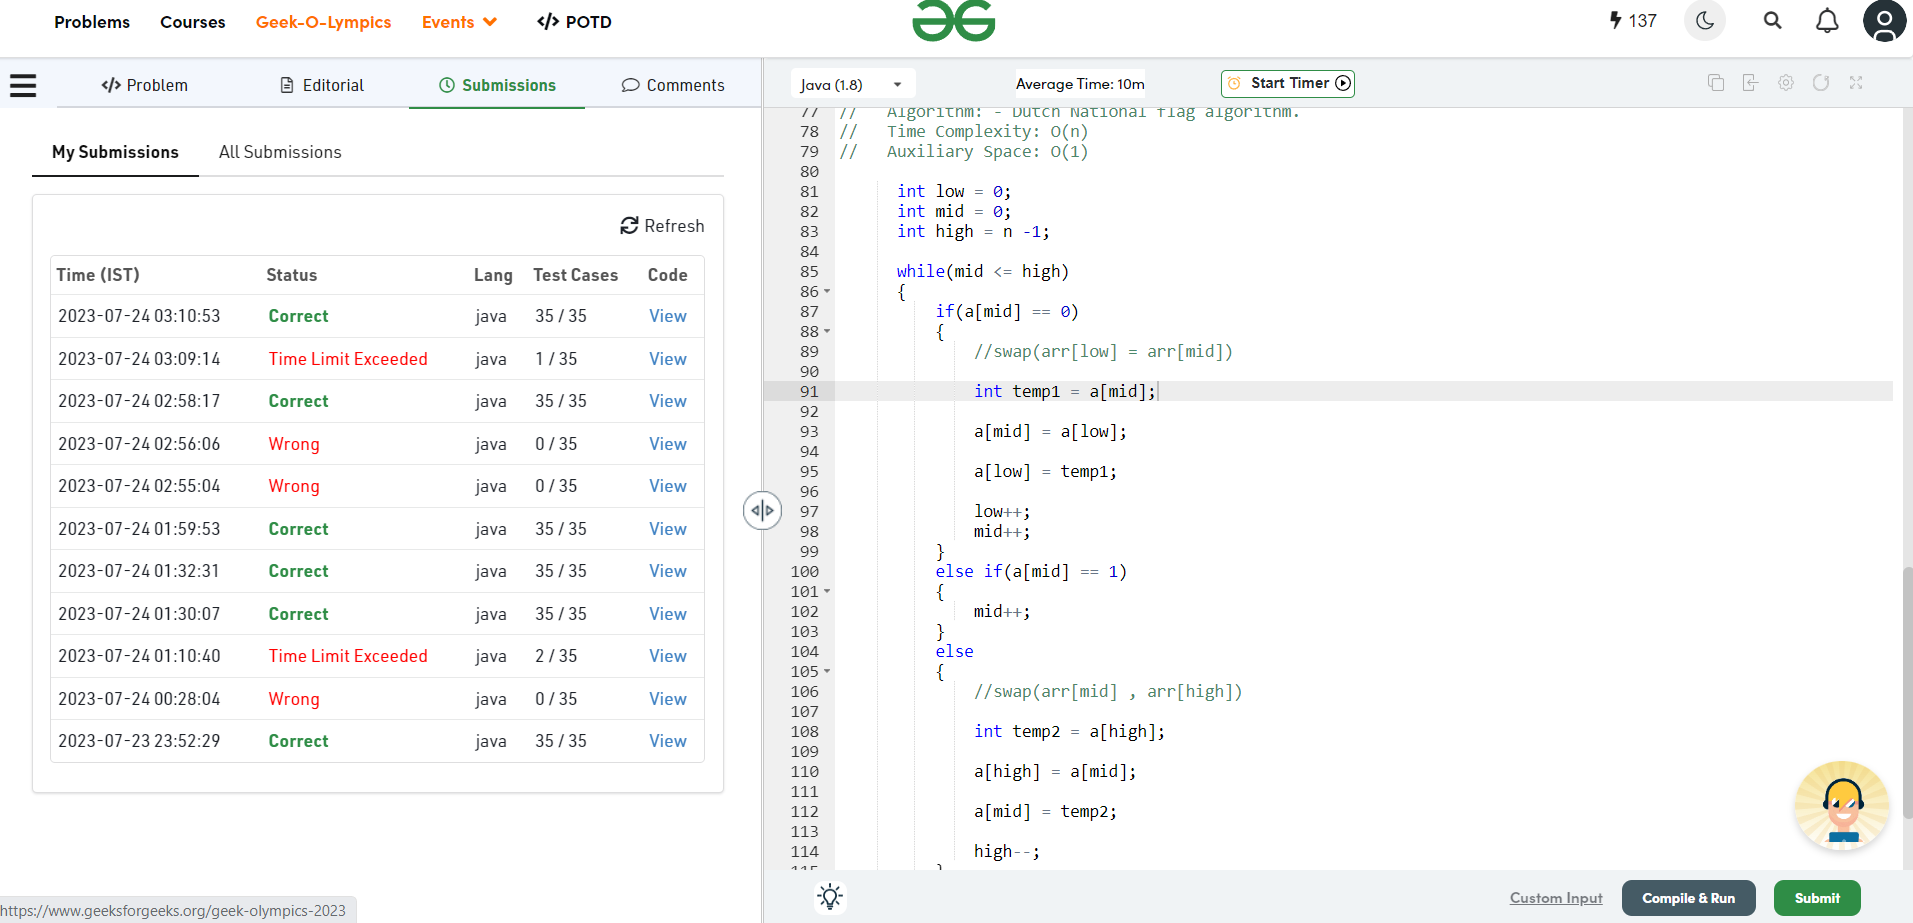 Problems Courses Geek-O-Lympics Events </> POTD
137
</> Problem Editorial Submissions Comments
My Submissions All Submissions
Refresh
Time (IST) Status Lang Test Cases Code
2023-07-24 03:10:53 Correct java 35 / 35 View
2023-07-24 03:09:14 Time Limit Exceeded java 1 / 35 View
2023-07-24 02:58:17 Correct java 35 / 35 View
2023-07-24 02:56:06 Wrong java 0 / 35 View
2023-07-24 02:55:04 Wrong java 0 / 35 View
2023-07-24 01:59:53 Correct java 35 / 35 View
2023-07-24 01:32:31 Correct java 35 / 35 View
2023-07-24 01:30:07 Correct java 35 / 35 View
2023-07-24 01:10:40 Time Limit Exceeded java 2 / 35 View
2023-07-24 00:28:04 Wrong java 0 / 35 View
2023-07-23 23:52:29 Correct java 35 / 35 View
https://www.geeksforgeeks.org/geek-olympics-2023
Java (1.8) Average Time: 10m Start Timer
77 // Algorithm: - Dutch National flag algorithm.
78 // Time Complexity: O(n)
79 // Auxiliary Space: O(1)
80
81 int low = 0;
82 int mid = 0;
83 int high = n -1;
84
85 while(mid <= high)
86 {
87 if(a[mid] == 0)
88 {
89 //swap(arr[low] = arr[mid])
90
91 int temp1 = a[mid];
92
93 a[mid] = a[low];
94
95 a[low] = temp1;
96
97 low++;
98 mid++;
99 }
100 else if(a[mid] == 1)
101 {
102 mid++;
103 }
104 else
105 {
106 //swap(arr[mid] , arr[high])
107
108 int temp2 = a[high];
109
110 a[high] = a[mid];
111
112 a[mid] = temp2;
113
114 high--;
115 }
Custom Input Compile & Run Submit